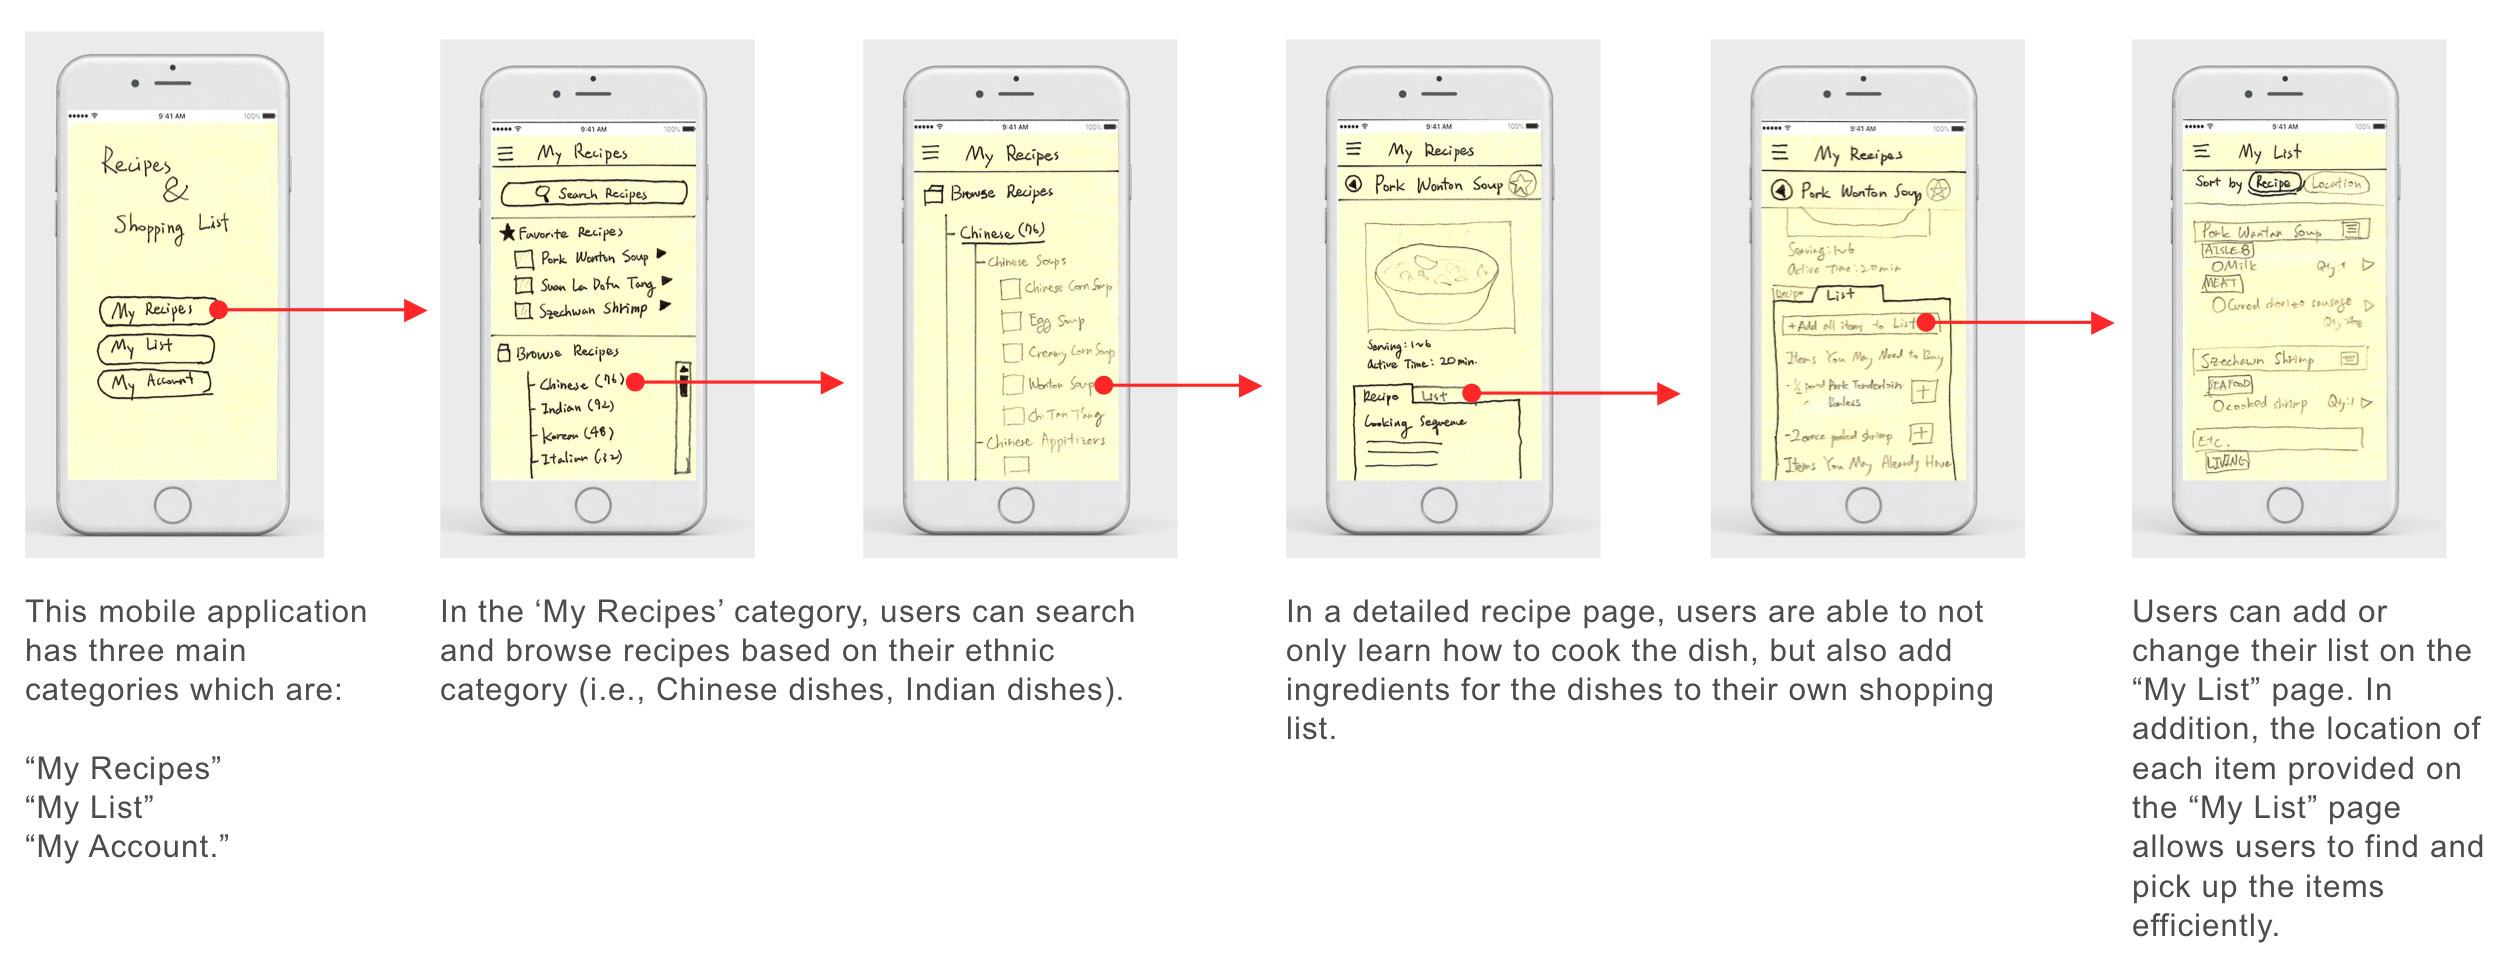 9:41 AM 100%
Recipes
&
Shopping List
My Recipes
My List
My Account
9:41 AM 100%
My Recipes
Search Recipes
Favorite Recipes
Pork Wonton Soup
Suan La Dofu Tang
Szechwan Shrimp
Browse Recipes
Chinese (76)
Indian (92)
Korean (48)
Italian (32)
9:41 AM 100%
My Recipes
Browse Recipes
Chinese (76)
Chinese Soups
Chinese Corn Soup
Egg Soup
Creamy Corn Soup
Wonton Soup
Tan Tang
Chinese Appitizers
9:41 AM 100%
My Recipes
Pork Wonton Soup
Serving: 1~6
Active Time: 20 min.
Recipe List
Cooking Sequence
9:41 AM 100%
My Recipes
Pork Wonton Soup
Serving: 1~6
Active Time: 20 min
Recipe List
+Add all items to List
Items You May Need to Buy
-½ pound Pork Tenderloin +
Bonless
-2 ounce peeled shrimp +
Items You May Already Have
9:41 AM 100%
My List
Sort by Recipe Location
Pork Wantan Soup
AISLE8
Milk Qty:1
MEAT
Cured chorizo sausage
Qty:
Szechawn Shrimp
SEAFOOD
cooked shrimp Qty:1
Etc.
LIVING
This mobile application
has three main
categories which are:
“My Recipes”
“My List”
“My Account.”
In the ‘My Recipes’ category, users can search
and browse recipes based on their ethnic
category (i.e., Chinese dishes, Indian dishes).
In a detailed recipe page, users are able to not
only learn how to cook the dish, but also add
ingredients for the dishes to their own shopping
list.
Users can add or
change their list on the
“My List” page. In
addition, the location of
each item provided on
the “My List” page
allows users to find and
pick up the items
efficiently.